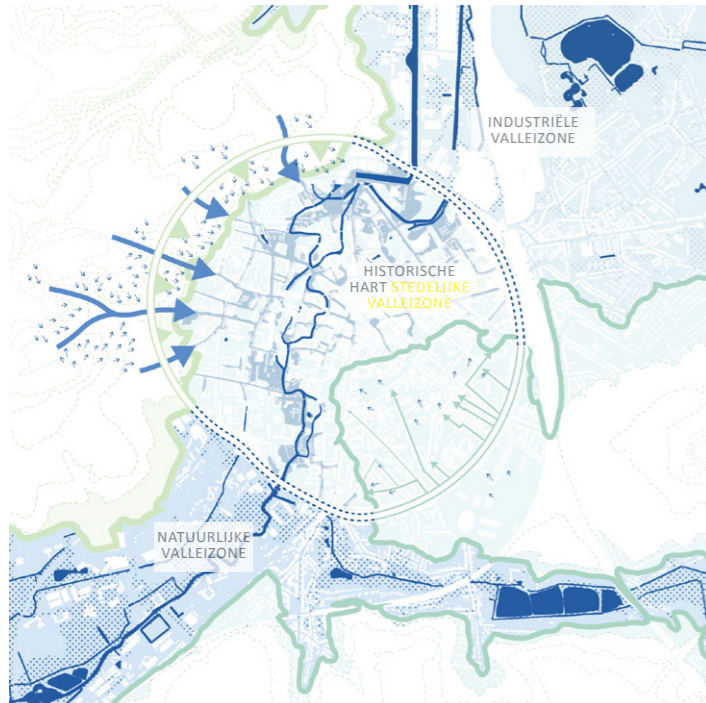 INDUSTRIËLE
VALLEIZONE
HISTORISCHE
HART STEDELIJKE
VALLEIZONE
NATUURLIJKE
VALLEIZONE